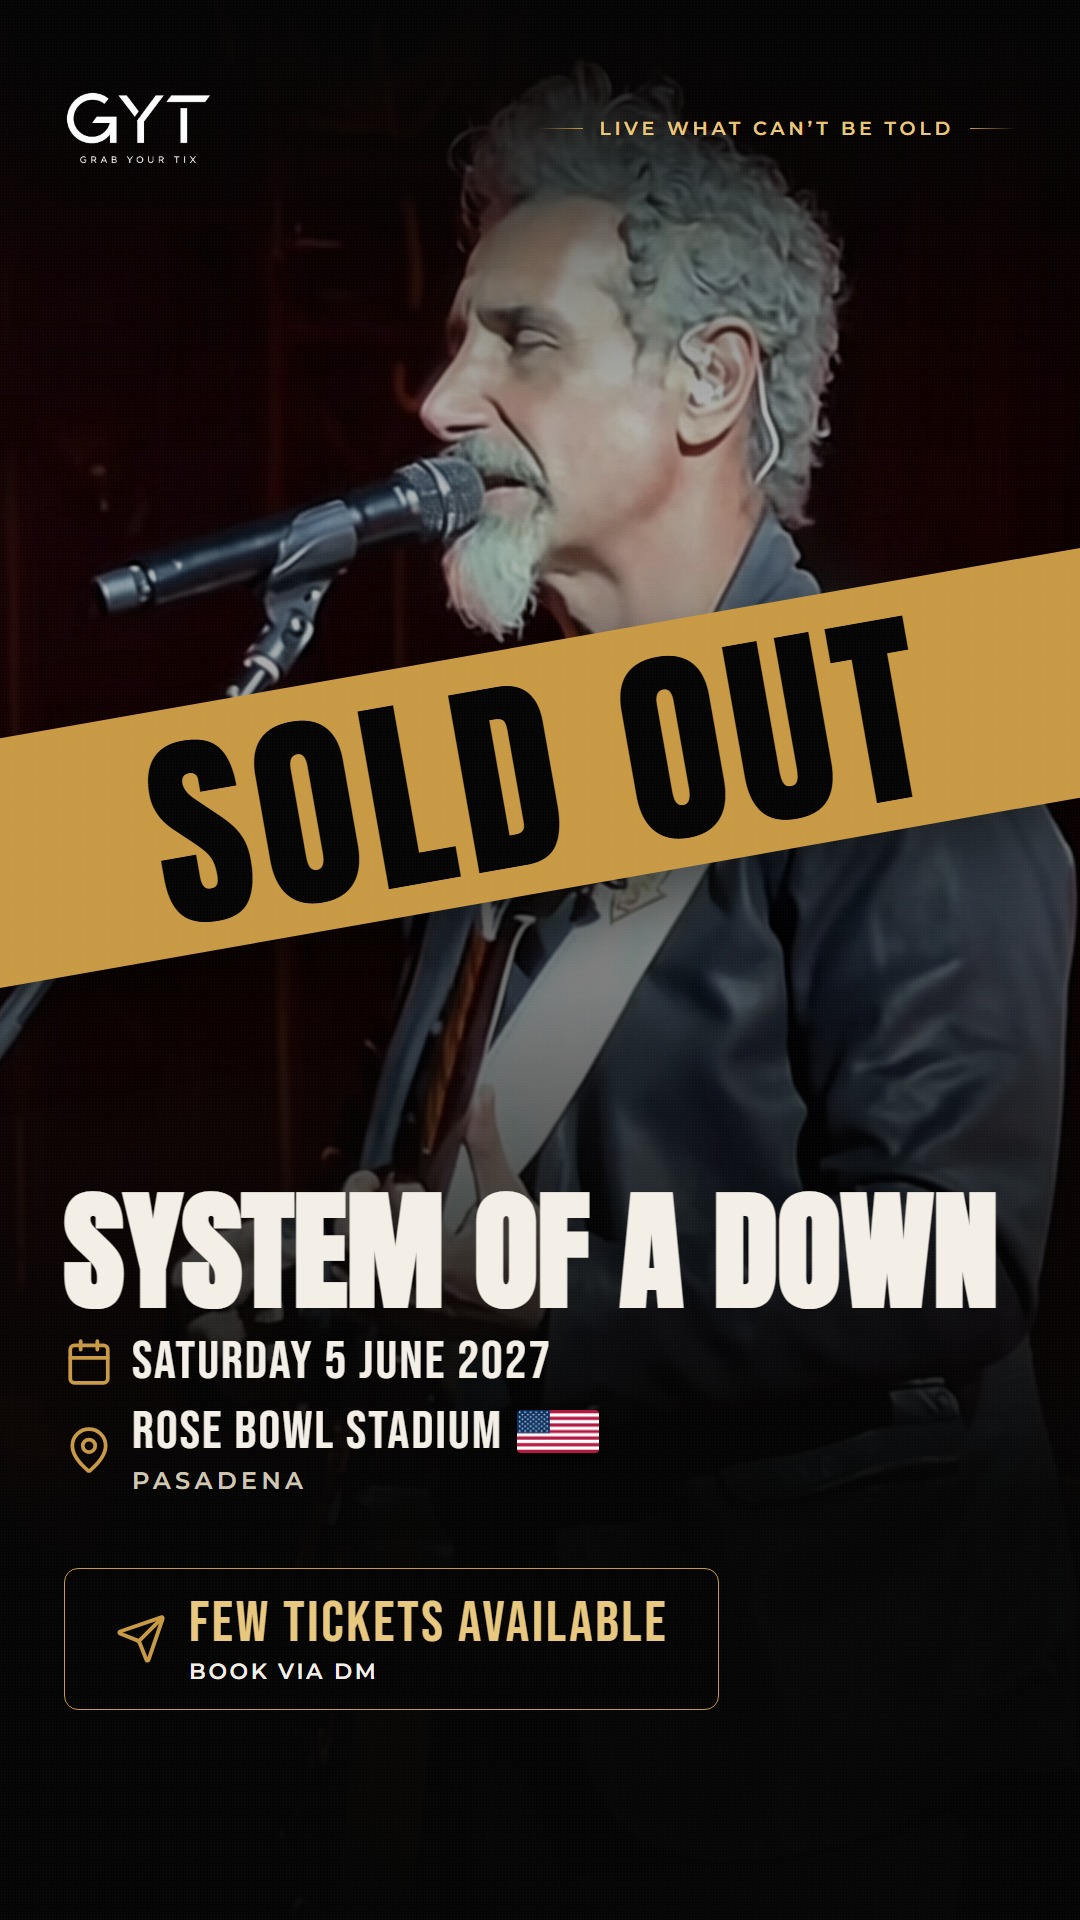 GYT
GRAB YOUR TIX
LIVE WHAT CAN’T BE TOLD
SOLD OUT
SYSTEM OF A DOWN
SATURDAY 5 JUNE 2027
ROSE BOWL STADIUM
PASADENA
FEW TICKETS AVAILABLE
BOOK VIA DM